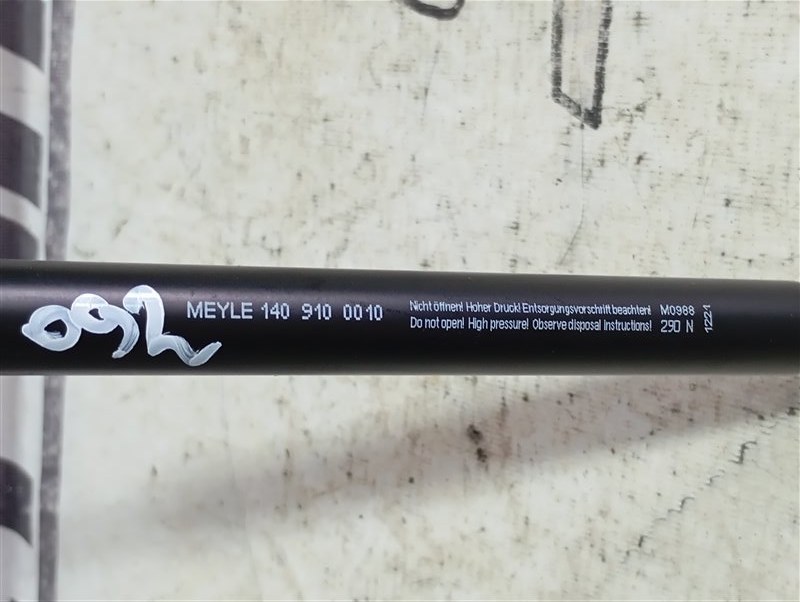 092
MEYLE 140 910 0010
Nicht öffnen! Hoher Druck! Entsorgungsvorschrift beachten! M0988
Do not open! High pressure! Observe disposal instructions! 290 N
1221